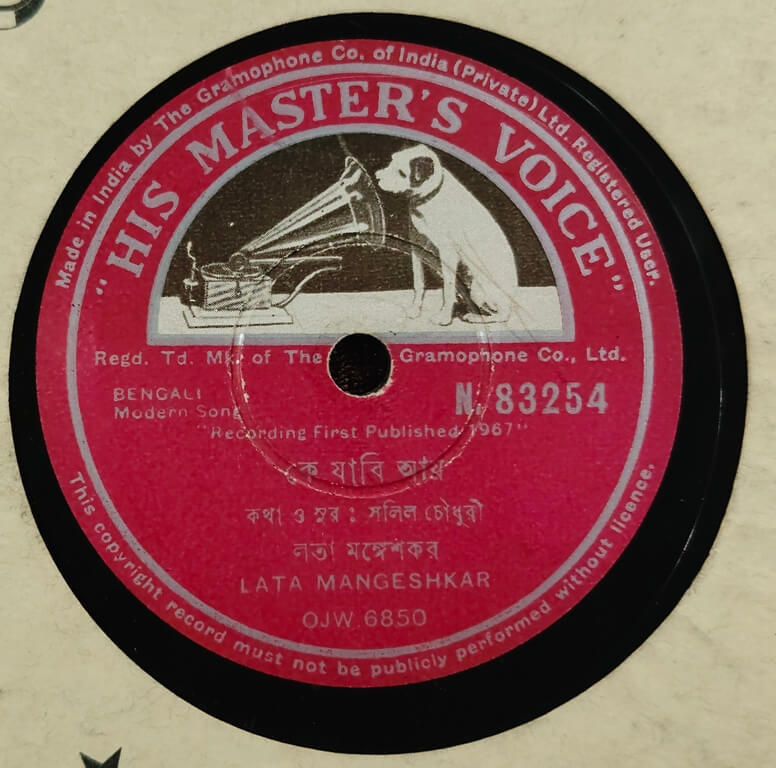 Made in India by The Gramophone Co. of India (Private) Ltd. Registered User.
"HIS MASTER'S VOICE"
Regd. Td. Mk. of The Gramophone Co., Ltd.
BENGALI
Modern Song
N. 83254
"Recording First Published 1967"
কে যাবি আয়
কথা ও সুর : সলিল চৌধুরী
লতা মঙ্গেশকর
LATA MANGESHKAR
OJW. 6850
This copyright record must not be publicly performed without licence.